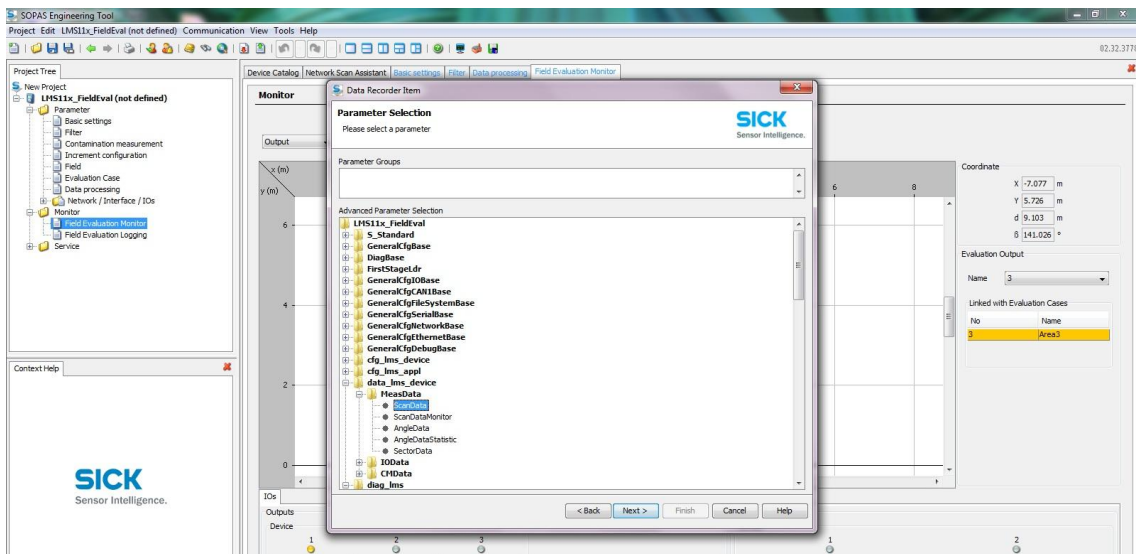 SOPAS Engineering Tool
Project Edit LMS11x_FieldEval (not defined) Communication View Tools Help
02.32.3770
Project Tree
New Project
LMS11x_FieldEval (not defined)
Parameter
Basic settings
Filter
Contamination measurement
Increment configuration
Field
Evaluation Case
Data processing
Network / Interface / IOs
Monitor
Field Evaluation Monitor
Field Evaluation Logging
Service
Context Help
SICK
Sensor Intelligence.
Device Catalog Network Scan Assistant Basic settings Filter Data processing Field Evaluation Monitor
Monitor
Output
x (m)
y (m)
6
4
2
0
6 8
IOs
Outputs
Device
1 2 3
1 2
Data Recorder Item
Parameter Selection
Please select a parameter
SICK
Sensor Intelligence.
Parameter Groups
Advanced Parameter Selection
LMS11x_FieldEval
S_Standard
GeneralCfgBase
DiagBase
FirstStageLdr
GeneralCfgIOBase
GeneralCfgCAN1Base
GeneralCfgFileSystemBase
GeneralCfgSerialBase
GeneralCfgNetworkBase
GeneralCfgEthernetBase
GeneralCfgDebugBase
cfg_lms_device
cfg_lms_appl
data_lms_device
MeasData
ScanData
ScanDataMonitor
AngleData
AngleDataStatistic
SectorData
IOData
CMData
diag_lms
< Back Next > Finish Cancel Help
Coordinate
X -7.077 m
Y 5.726 m
d 9.103 m
ß 141.026 °
Evaluation Output
Name 3
Linked with Evaluation Cases
No Name
3 Area3